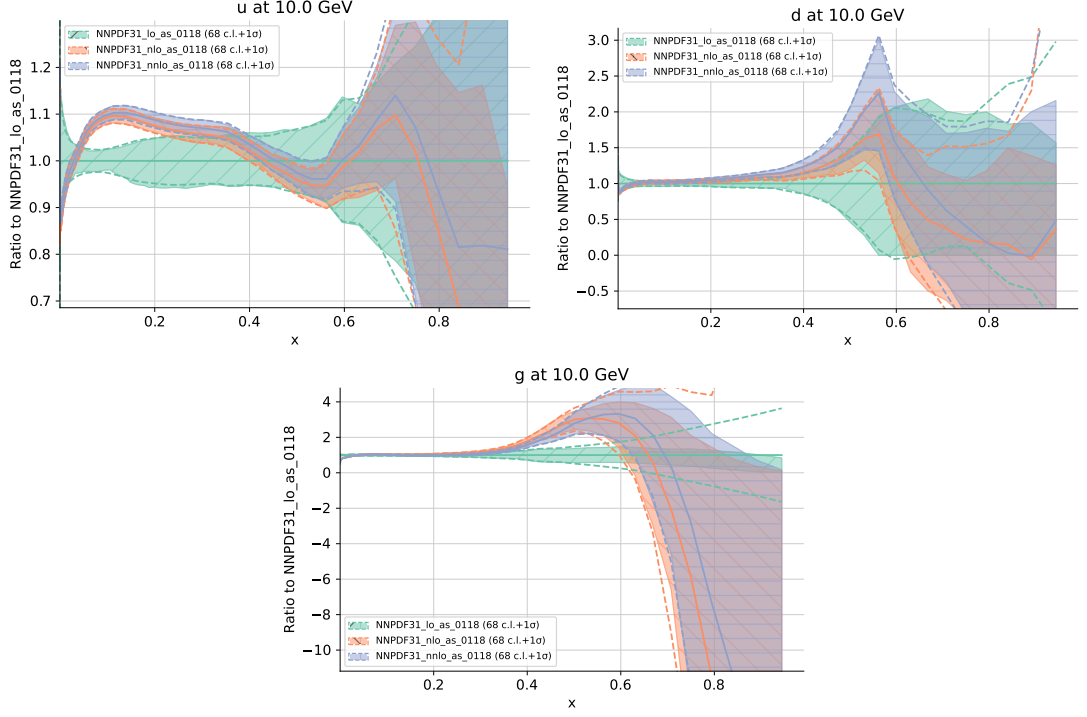 u at 10.0 GeV
NNPDF31_lo_as_0118 (68 c.l.+1σ)
NNPDF31_nlo_as_0118 (68 c.l.+1σ)
NNPDF31_nnlo_as_0118 (68 c.l.+1σ)
Ratio to NNPDF31_lo_as_0118
1.2
1.1
1.0
0.9
0.8
0.7
0.2
0.4
0.6
0.8
x
d at 10.0 GeV
NNPDF31_lo_as_0118 (68 c.l.+1σ)
NNPDF31_nlo_as_0118 (68 c.l.+1σ)
NNPDF31_nnlo_as_0118 (68 c.l.+1σ)
Ratio to NNPDF31_lo_as_0118
3.0
2.5
2.0
1.5
1.0
0.5
0.0
−0.5
0.2
0.4
0.6
0.8
x
g at 10.0 GeV
Ratio to NNPDF31_lo_as_0118
4
2
0
−2
−4
−6
−8
−10
NNPDF31_lo_as_0118 (68 c.l.+1σ)
NNPDF31_nlo_as_0118 (68 c.l.+1σ)
NNPDF31_nnlo_as_0118 (68 c.l.+1σ)
0.2
0.4
0.6
0.8
x